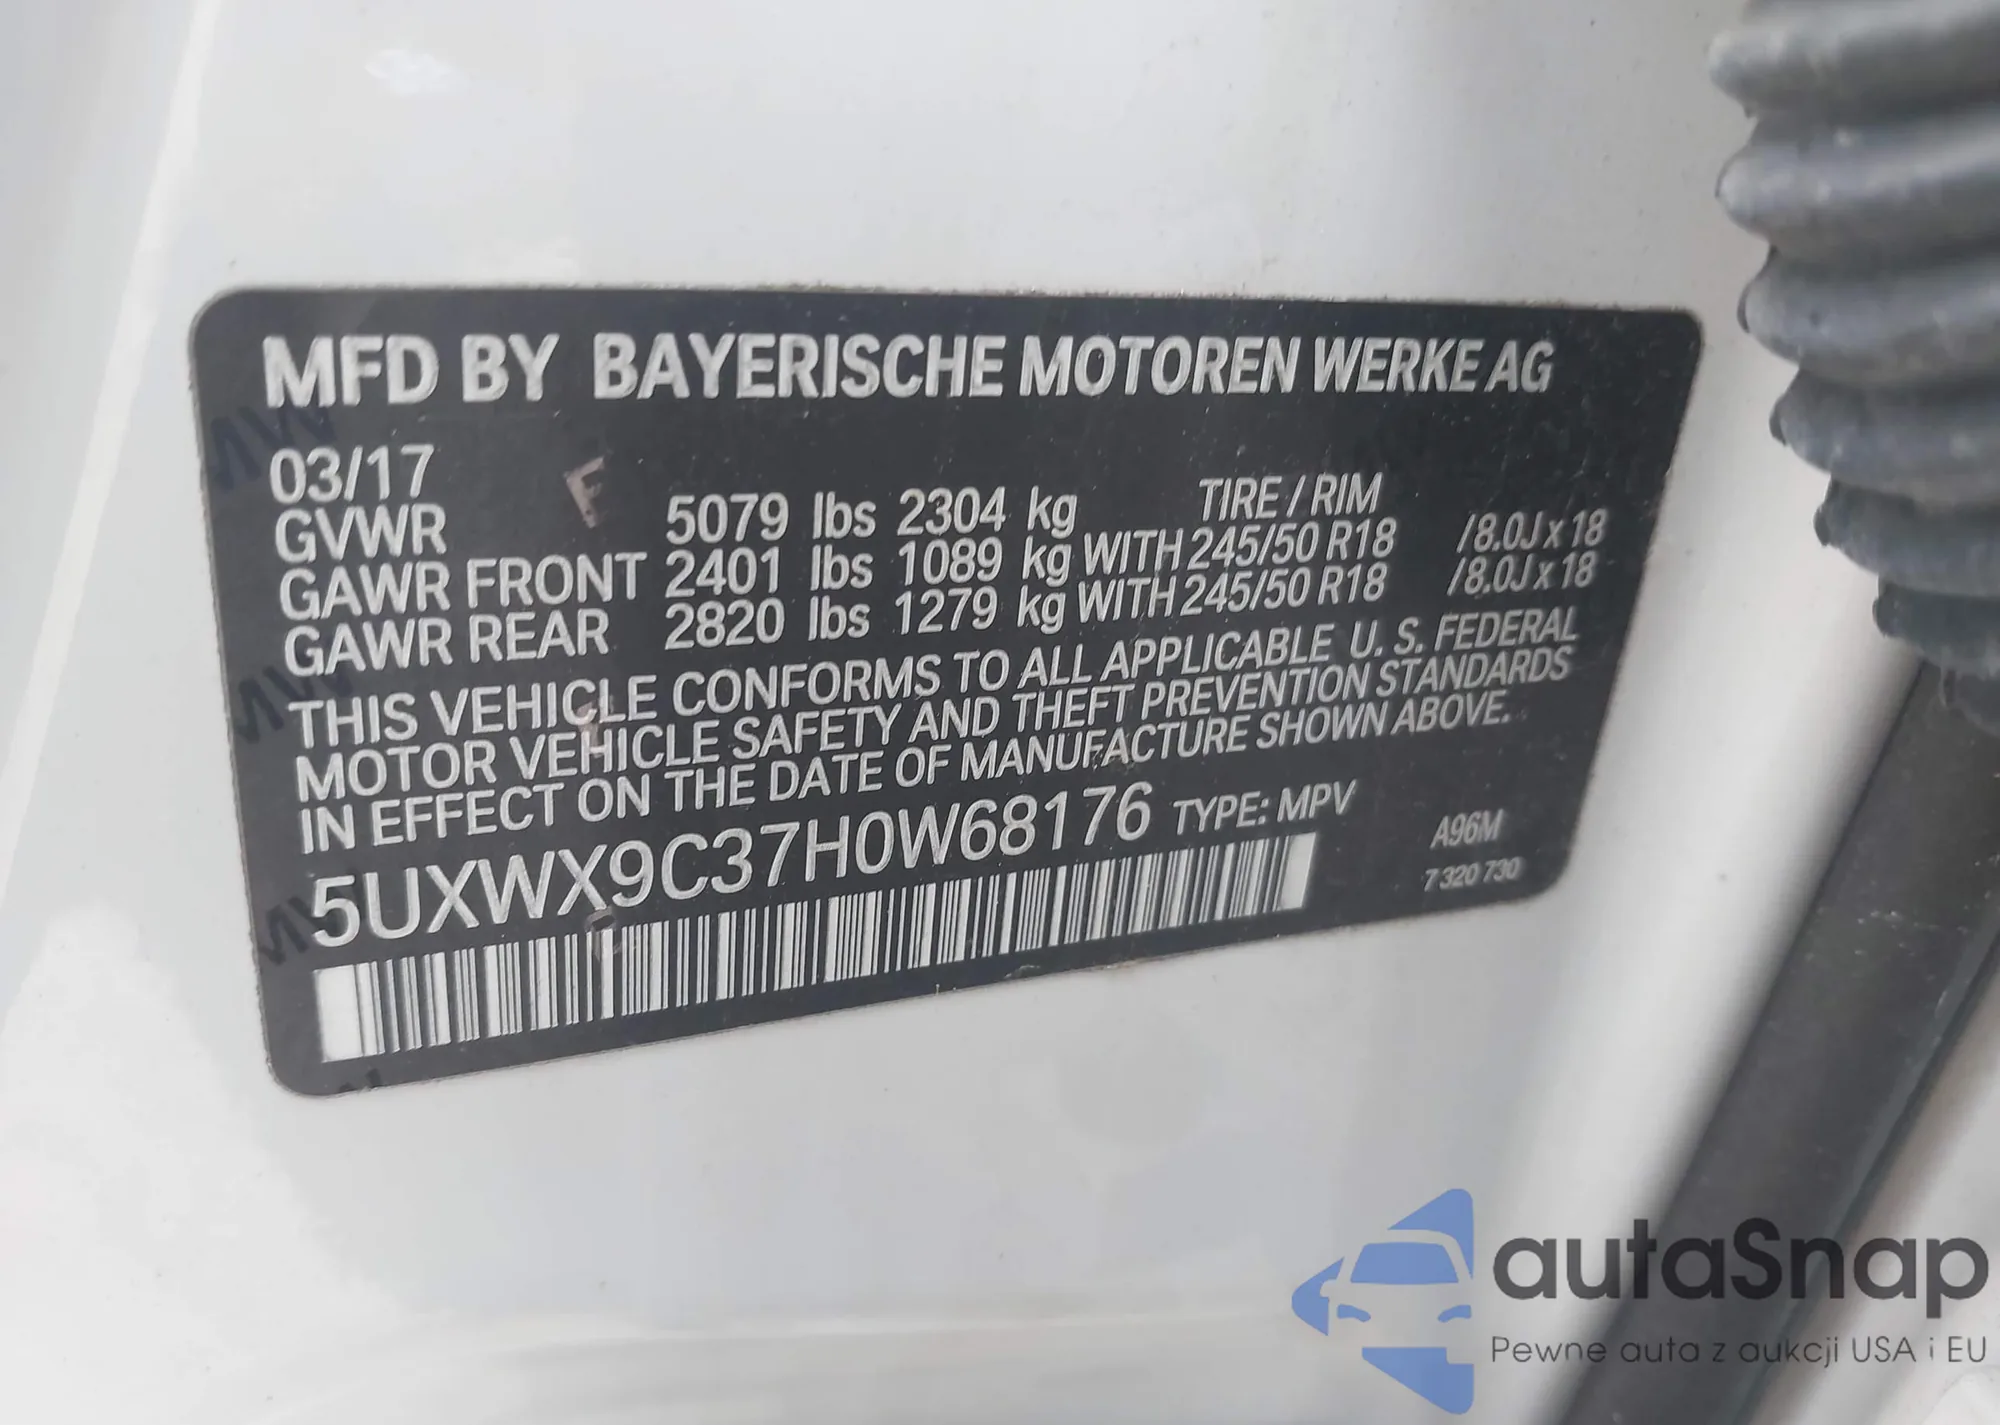 MFD BY BAYERISCHE MOTOREN WERKE AG
03/17
TIRE / RIM
GVWR 5079 lbs 2304 kg
GAWR FRONT 2401 lbs 1089 kg WITH 245/50 R18 /8.0J x 18
GAWR REAR 2820 lbs 1279 kg WITH 245/50 R18 /8.0J x 18
THIS VEHICLE CONFORMS TO ALL APPLICABLE U. S. FEDERAL
MOTOR VEHICLE SAFETY AND THEFT PREVENTION STANDARDS
IN EFFECT ON THE DATE OF MANUFACTURE SHOWN ABOVE.
5UXWX9C37H0W68176 TYPE: MPV
A96M
7 320 730
autaSnap
Pewne auta z aukcji USA i EU